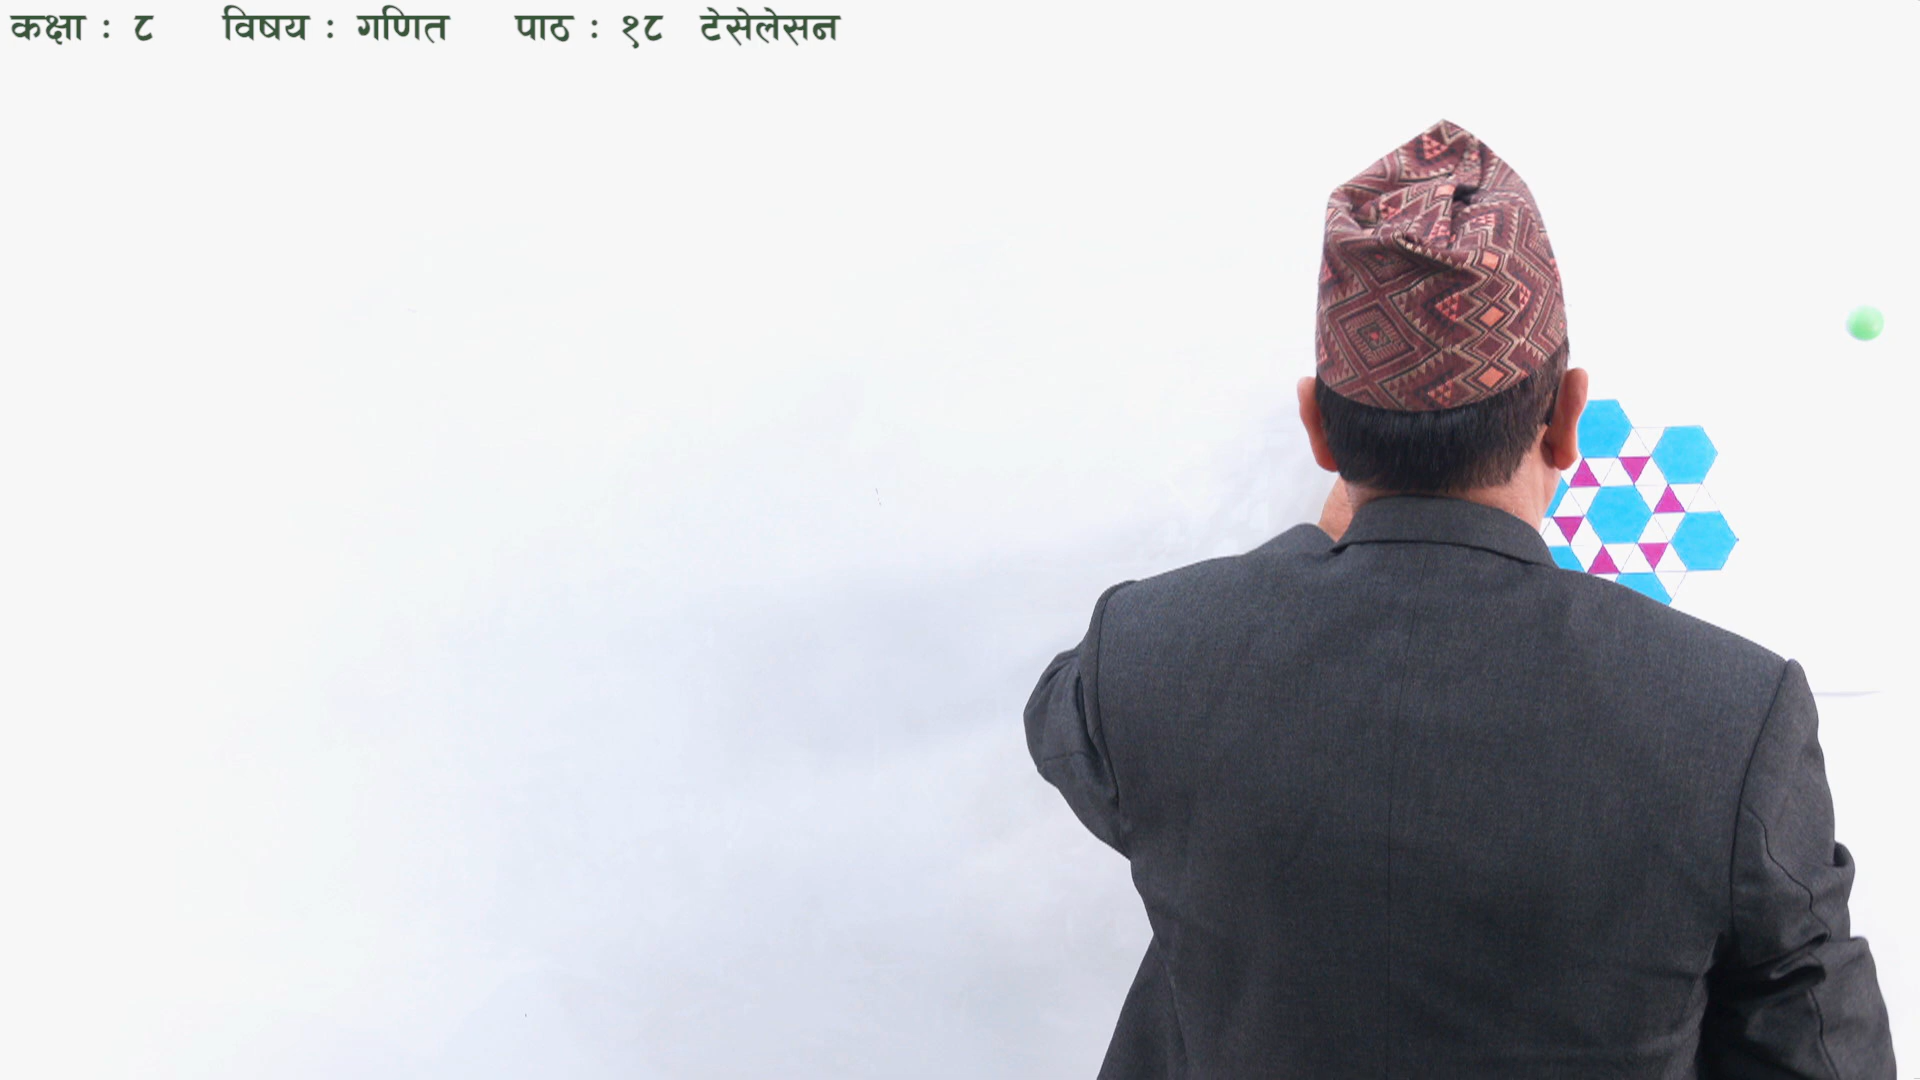 कक्षा : ८ विषय : गणित पाठ : १८ टेसेलेसन